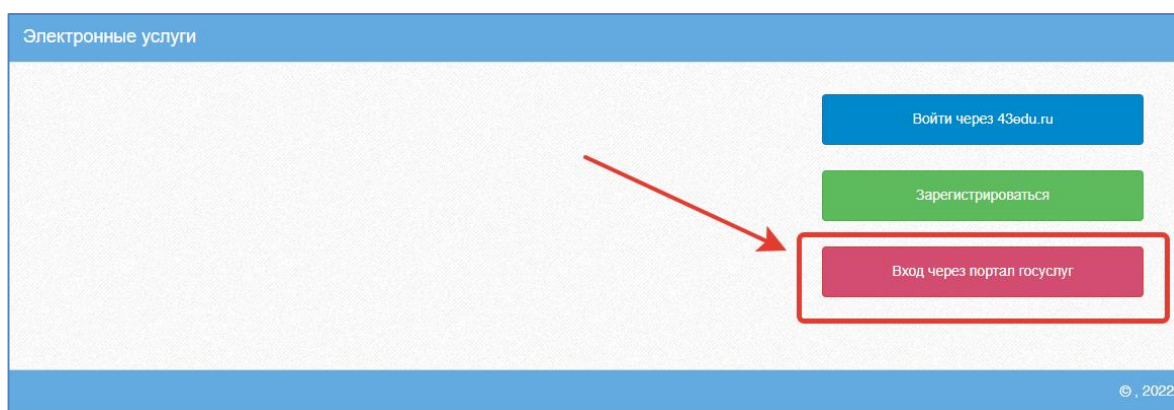 Электронные услуги
Войти через 43edu.ru
Зарегистрироваться
Вход через портал госуслуг
© , 2022